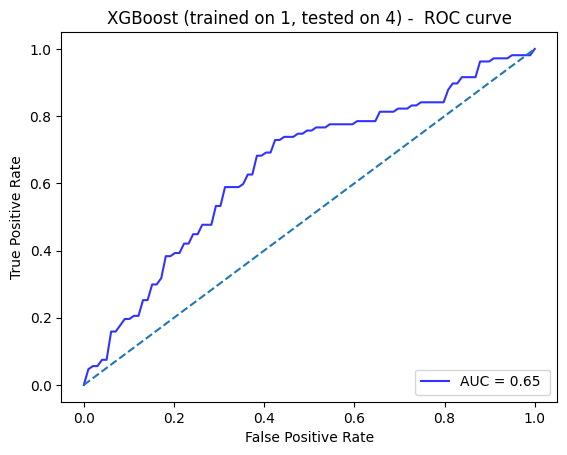 XGBoost (trained on 1, tested on 4) -  ROC curve
1.0
0.8
0.6
0.4
0.2
0.0
True Positive Rate
AUC = 0.65
0.0 0.2 0.4 0.6 0.8 1.0
False Positive Rate